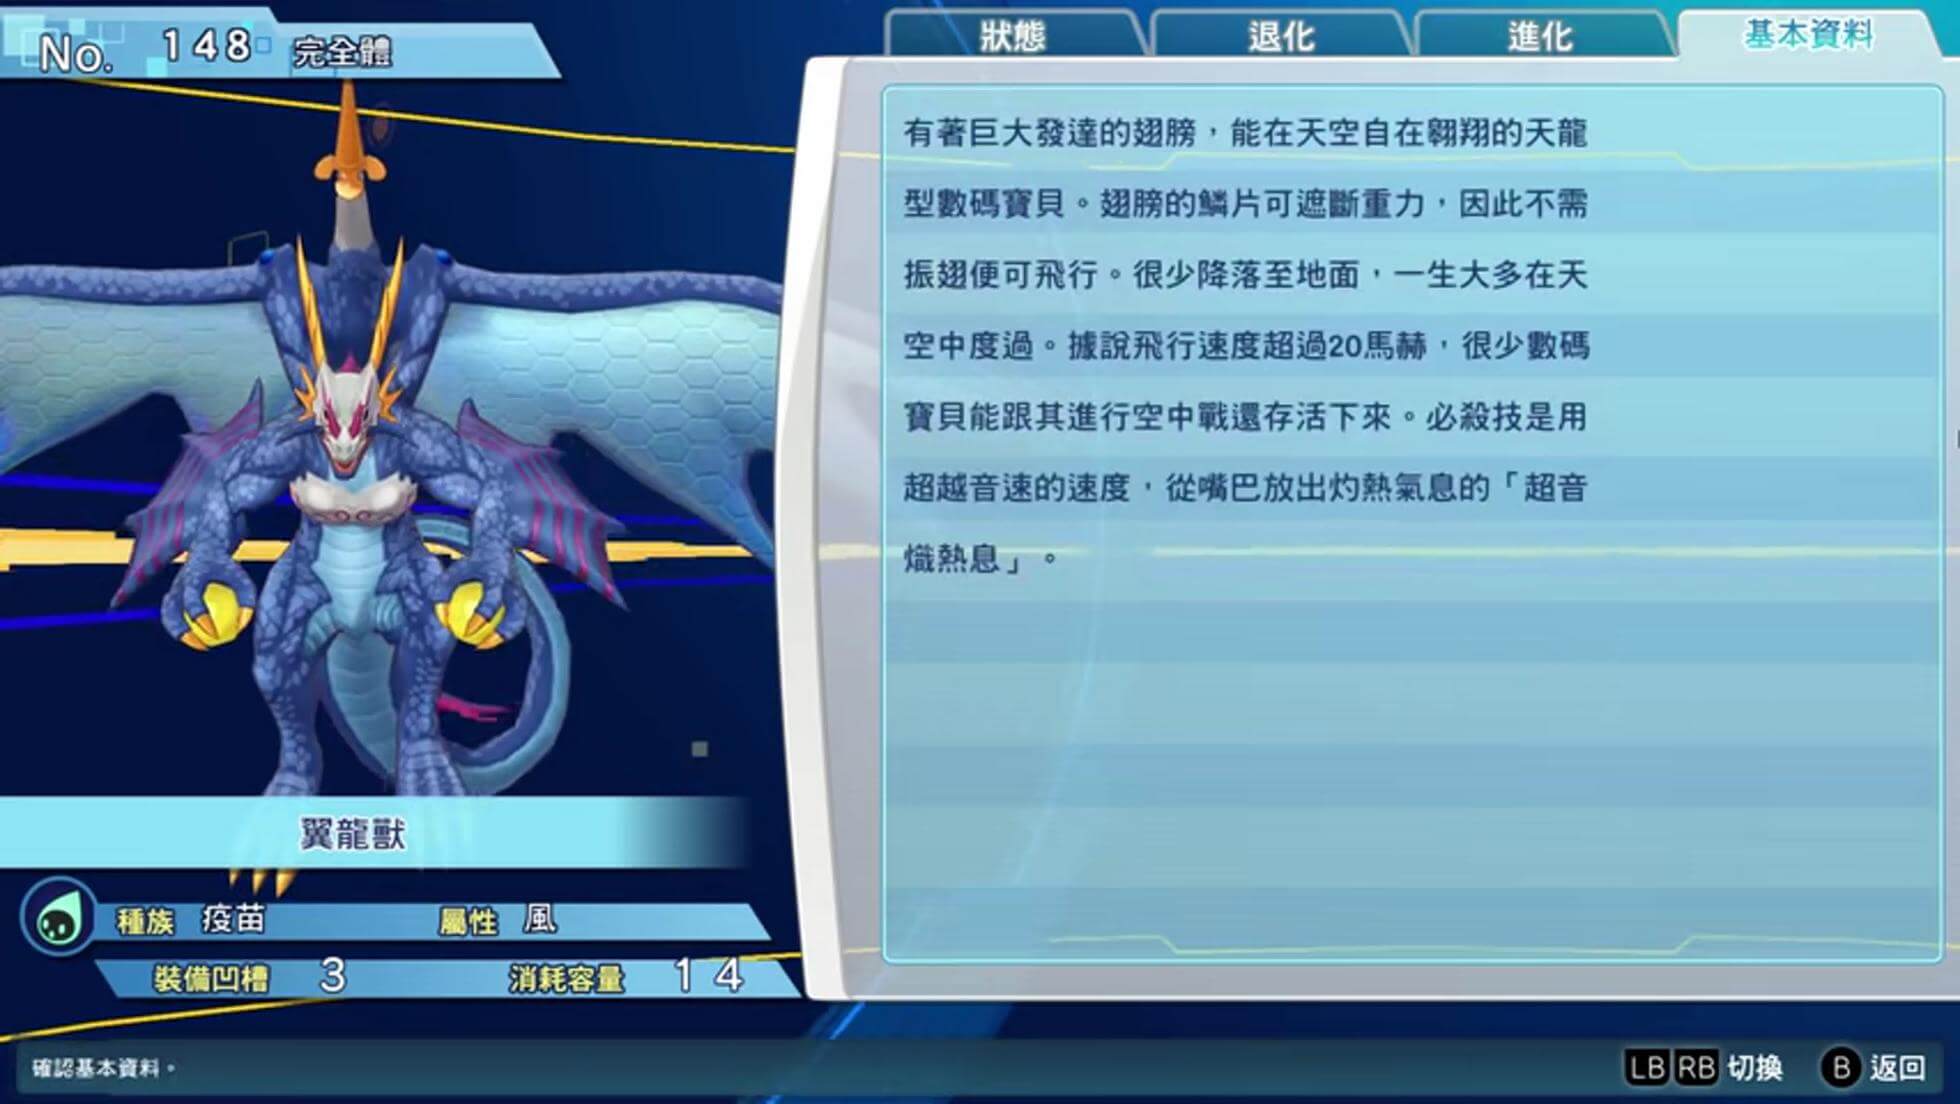 No. 148 完全體
狀態 退化 進化 基本資料
有著巨大發達的翅膀，能在天空自在翱翔的天龍
型數碼寶貝。翅膀的鱗片可遮斷重力，因此不需
振翅便可飛行。很少降落至地面，一生大多在天
空中度過。據說飛行速度超過20馬赫，很少數碼
寶貝能跟其進行空中戰還存活下來。必殺技是用
超越音速的速度，從嘴巴放出灼熱氣息的「超音
熾熱息」。
翼龍獸
種族 疫苗 屬性 風
裝備凹槽 3 消耗容量 14
確認基本資料。
LB RB 切換 B 返回